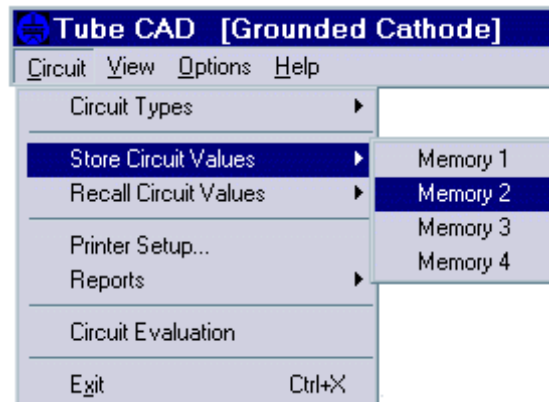 Tube CAD [Grounded Cathode]
Circuit View Options Help
Circuit Types
Store Circuit Values
Recall Circuit Values
Printer Setup...
Reports
Circuit Evaluation
Exit Ctrl+X
Memory 1
Memory 2
Memory 3
Memory 4